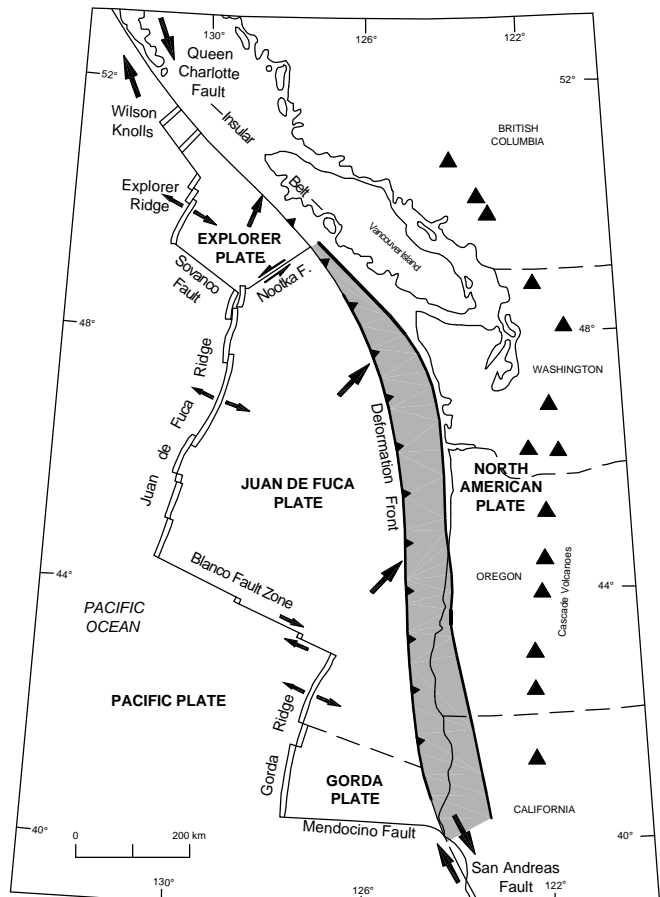 130°
126°
122°
52°
52°
Queen
Charlotte
Fault
Wilson
Knolls
Insular
Belt
BRITISH
COLUMBIA
Explorer
Ridge
EXPLORER
PLATE
Vancouver Island
Sovanco
Fault
Nootka F.
48°
48°
WASHINGTON
Juan de Fuca Ridge
Deformation Front
JUAN DE FUCA
PLATE
NORTH
AMERICAN
PLATE
Blanco Fault Zone
44°
44°
OREGON
Cascade Volcanoes
PACIFIC
OCEAN
PACIFIC PLATE
Gorda Ridge
GORDA
PLATE
CALIFORNIA
Mendocino Fault
40°
40°
0 200 km
San Andreas
Fault
130°
126°
122°